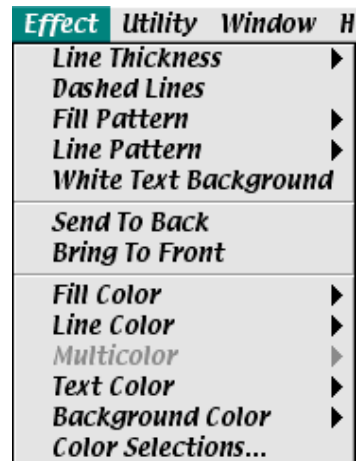 Effect Utility Window H
Line Thickness
Dashed Lines
Fill Pattern
Line Pattern
White Text Background
Send To Back
Bring To Front
Fill Color
Line Color
Multicolor
Text Color
Background Color
Color Selections...